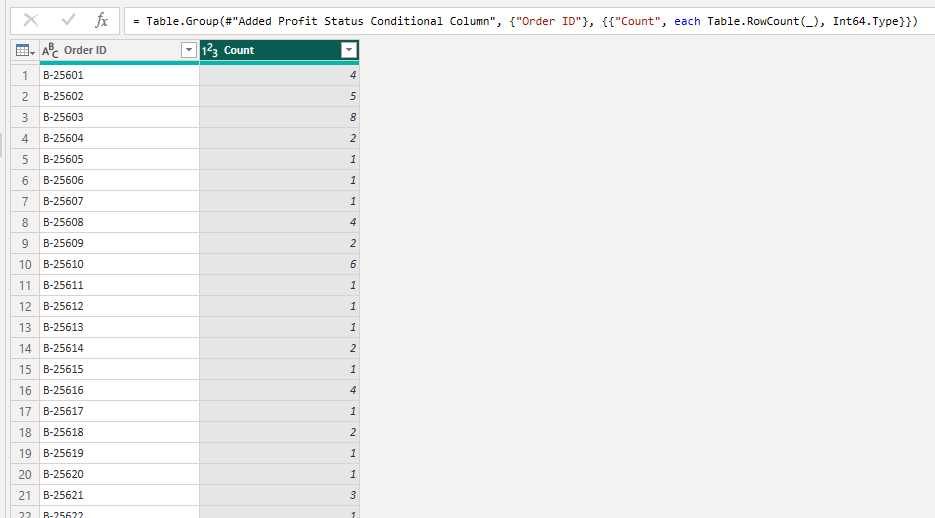 fx = Table.Group(#"Added Profit Status Conditional Column", {"Order ID"}, {{"Count", each Table.RowCount(_), Int64.Type}})
ABC Order ID 123 Count
1 B-25601 4
2 B-25602 5
3 B-25603 8
4 B-25604 2
5 B-25605 1
6 B-25606 1
7 B-25607 1
8 B-25608 4
9 B-25609 2
10 B-25610 6
11 B-25611 1
12 B-25612 1
13 B-25613 1
14 B-25614 2
15 B-25615 1
16 B-25616 4
17 B-25617 1
18 B-25618 2
19 B-25619 1
20 B-25620 1
21 B-25621 3
22 B-25622 1